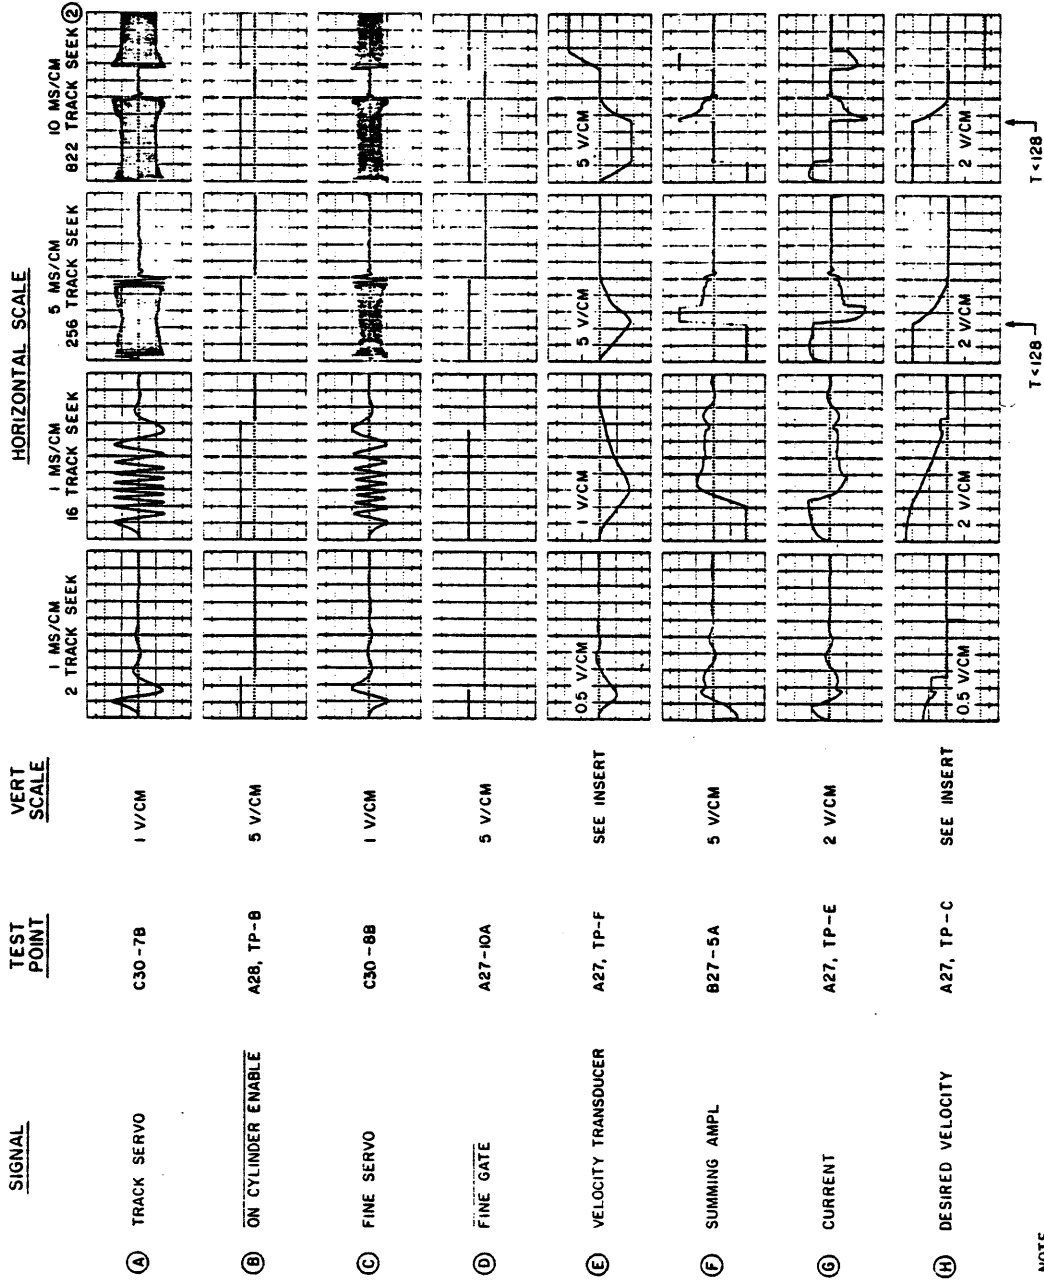 HORIZONTAL SCALE
SIGNAL
TEST POINT
VERT SCALE
1 MS/CM
2 TRACK SEEK
1 MS/CM
16 TRACK SEEK
5 MS/CM
256 TRACK SEEK
10 MS/CM
822 TRACK SEEK ②
Ⓐ TRACK SERVO C30-7B 1 V/CM
Ⓑ ON CYLINDER ENABLE A28, TP-B 5 V/CM
Ⓒ FINE SERVO C30-8B 1 V/CM
Ⓓ FINE GATE A27-10A 5 V/CM
Ⓔ VELOCITY TRANSDUCER A27, TP-F SEE INSERT 0.5 V/CM 1 V/CM 5 V/CM 5 V/CM
Ⓕ SUMMING AMPL B27-5A 5 V/CM
Ⓖ CURRENT A27, TP-E 2 V/CM
Ⓗ DESIRED VELOCITY A27, TP-C SEE INSERT 0.5 V/CM 2 V/CM 2 V/CM 2 V/CM
T<128 T<128
NOTE